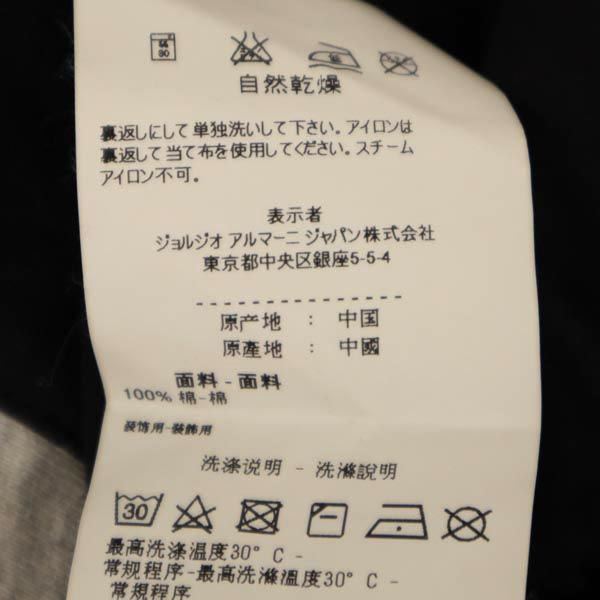 自然乾燥
裏返しにして単独洗いして下さい。アイロンは
裏返して当て布を使用してください。スチーム
アイロン不可。
表示者
ジョルジオ アルマーニ ジャパン株式会社
東京都中央区銀座5-5-4
原产地 : 中国
原產地 : 中國
面料 - 面料
100% 棉-棉
装饰用-裝飾用
洗涤说明 - 洗滌說明
30
最高洗涤温度30° C -
常规程序-最高洗滌溫度30° C -
常規程序